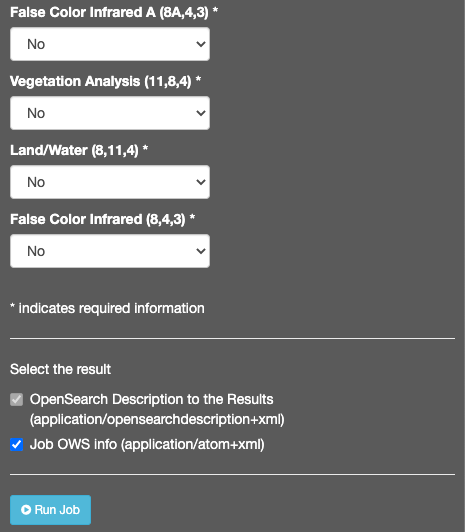 False Color Infrared A (8A,4,3) *
No
Vegetation Analysis (11,8,4) *
No
Land/Water (8,11,4) *
No
False Color Infrared (8,4,3) *
No
* indicates required information
Select the result
OpenSearch Description to the Results
(application/opensearchdescription+xml)
Job OWS info (application/atom+xml)
Run Job